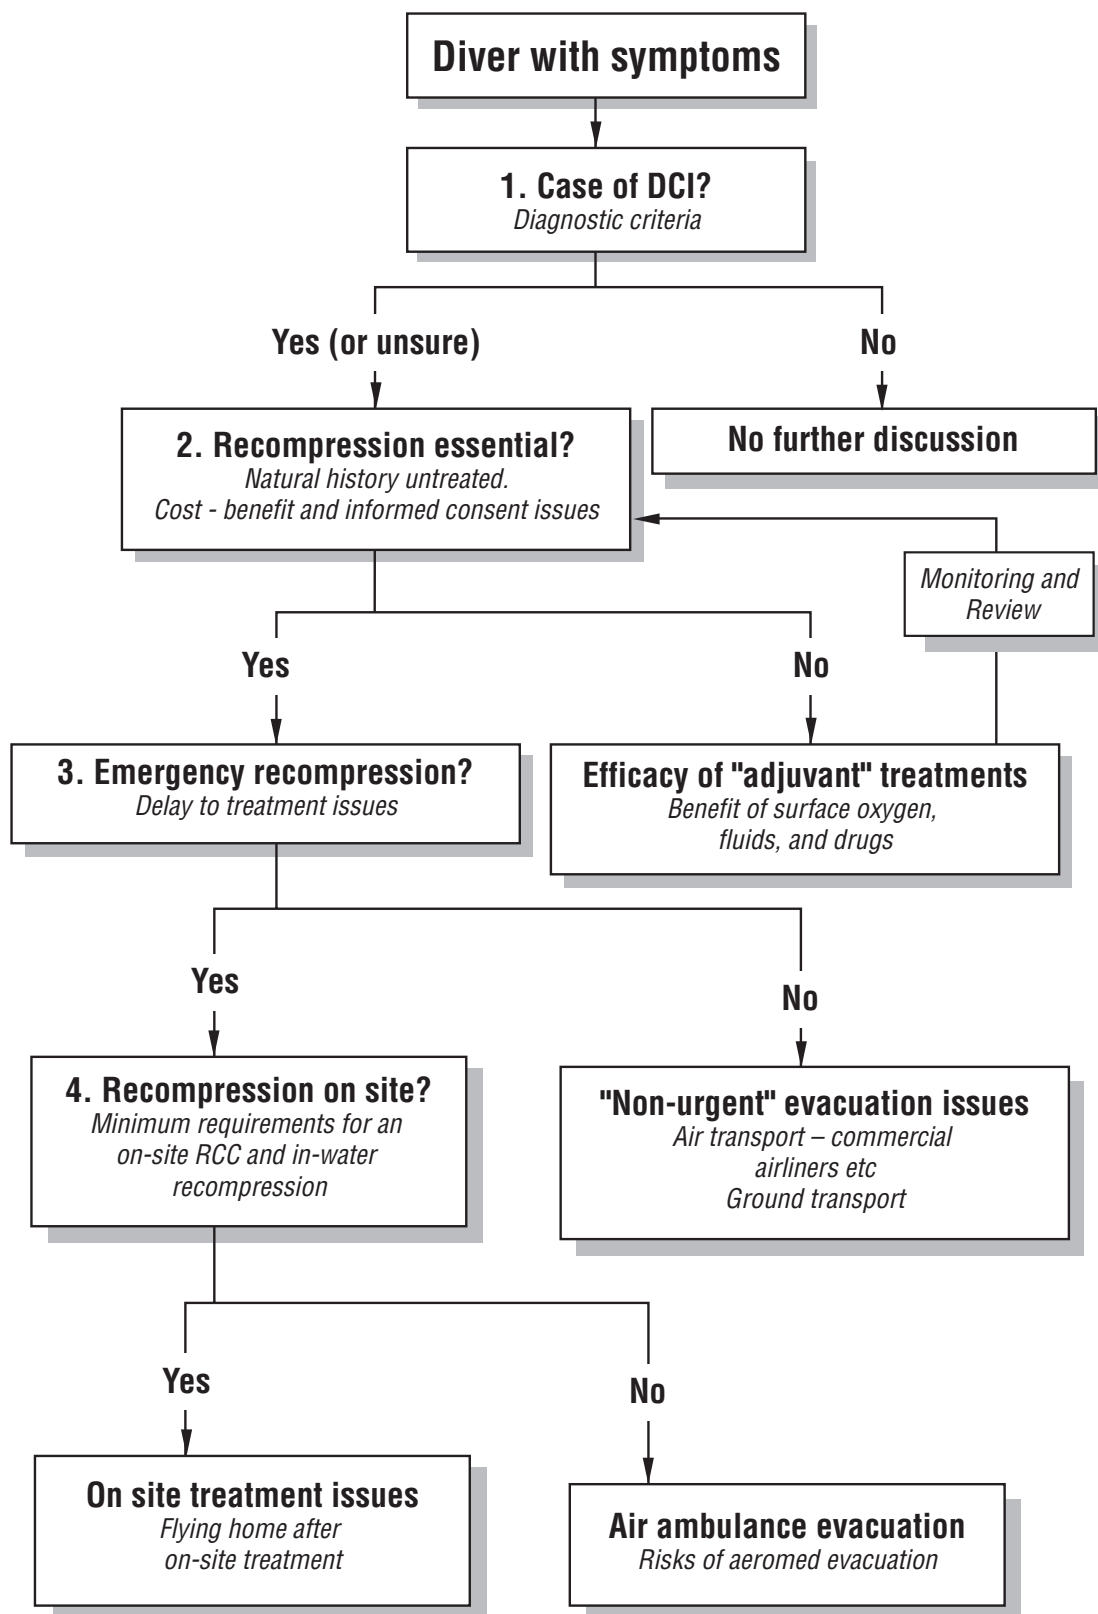 Diver with symptoms
1. Case of DCI?
Diagnostic criteria
Yes (or unsure)
No
2. Recompression essential?
Natural history untreated.
Cost - benefit and informed consent issues
No further discussion
Monitoring and
Review
Yes
No
3. Emergency recompression?
Delay to treatment issues
Efficacy of "adjuvant" treatments
Benefit of surface oxygen,
fluids, and drugs
Yes
No
4. Recompression on site?
Minimum requirements for an
on-site RCC and in-water
recompression
"Non-urgent" evacuation issues
Air transport – commercial
airliners etc
Ground transport
Yes
No
On site treatment issues
Flying home after
on-site treatment
Air ambulance evacuation
Risks of aeromed evacuation